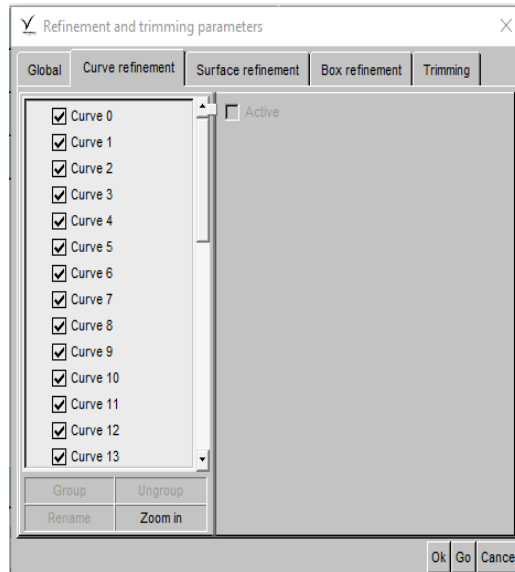 Refinement and trimming parameters
Global Curve refinement Surface refinement Box refinement Trimming
Curve 0 Active
Curve 1
Curve 2
Curve 3
Curve 4
Curve 5
Curve 6
Curve 7
Curve 8
Curve 9
Curve 10
Curve 11
Curve 12
Curve 13
Group Ungroup
Rename Zoom in
Ok Go Cance